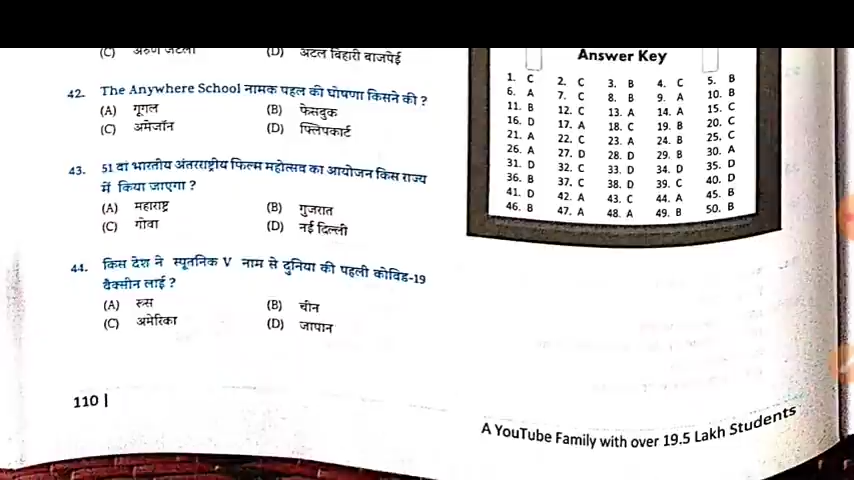 (C) अरुण जेटली (D) अटल बिहारी बाजपेई
42. The Anywhere School नामक पहल की घोषणा किसने की ?
(A) गूगल (B) फेसबुक
(C) अमेजॉन (D) फ्लिपकार्ट
43. 51 वां भारतीय अंतरराष्ट्रीय फिल्म महोत्सव का आयोजन किस राज्य
में किया जाएगा ?
(A) महाराष्ट्र (B) गुजरात
(C) गोवा (D) नई दिल्ली
44. किस देश ने स्पूतनिक V नाम से दुनिया की पहली कोविड-19
वैक्सीन लाई ?
(A) रूस (B) चीन
(C) अमेरिका (D) जापान
110 |
Answer Key
1. C 2. C 3. B 4. C 5. B
6. A 7. C 8. B 9. A 10. B
11. B 12. C 13. A 14. A 15. C
16. D 17. A 18. C 19. B 20. C
21. A 22. C 23. A 24. B 25. C
26. A 27. D 28. D 29. B 30. A
31. D 32. C 33. D 34. D 35. D
36. B 37. C 38. D 39. C 40. D
41. D 42. A 43. C 44. A 45. B
46. B 47. A 48. A 49. B 50. B
A YouTube Family with over 19.5 Lakh Students